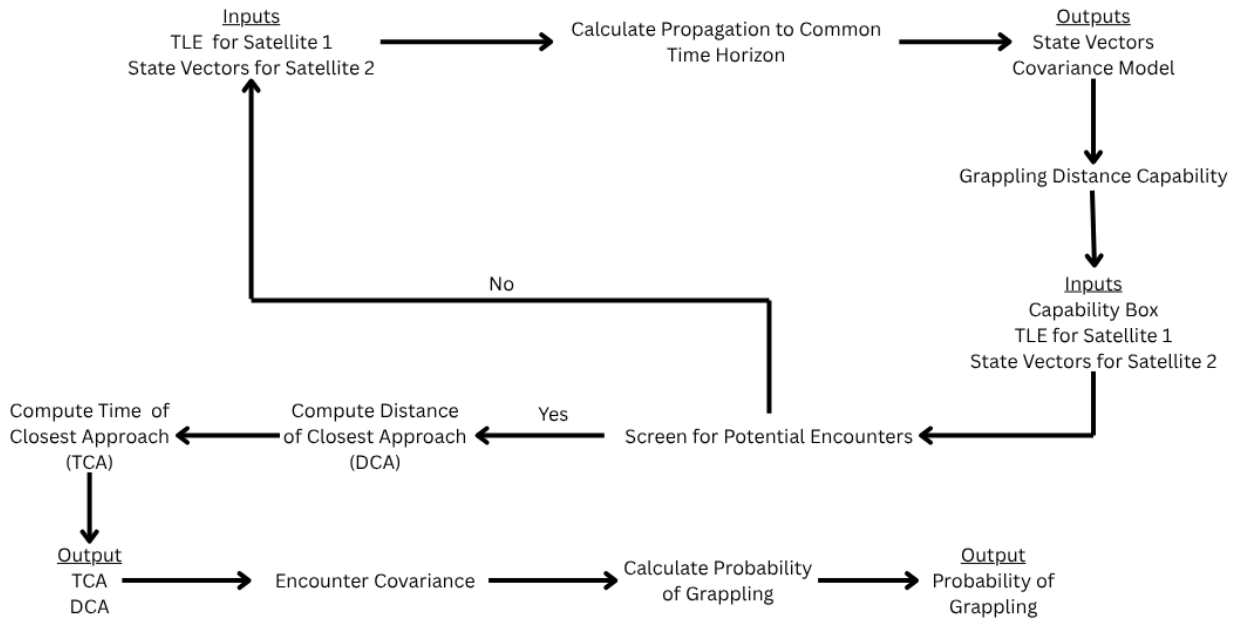 Inputs
TLE for Satellite 1
State Vectors for Satellite 2
Calculate Propagation to Common
Time Horizon
Outputs
State Vectors
Covariance Model
Grappling Distance Capability
Inputs
Capability Box
TLE for Satellite 1
State Vectors for Satellite 2
No
Screen for Potential Encounters
Yes
Compute Distance
of Closest Approach
(DCA)
Compute Time of
Closest Approach
(TCA)
Output
TCA
DCA
Encounter Covariance
Calculate Probability
of Grappling
Output
Probability of
Grappling